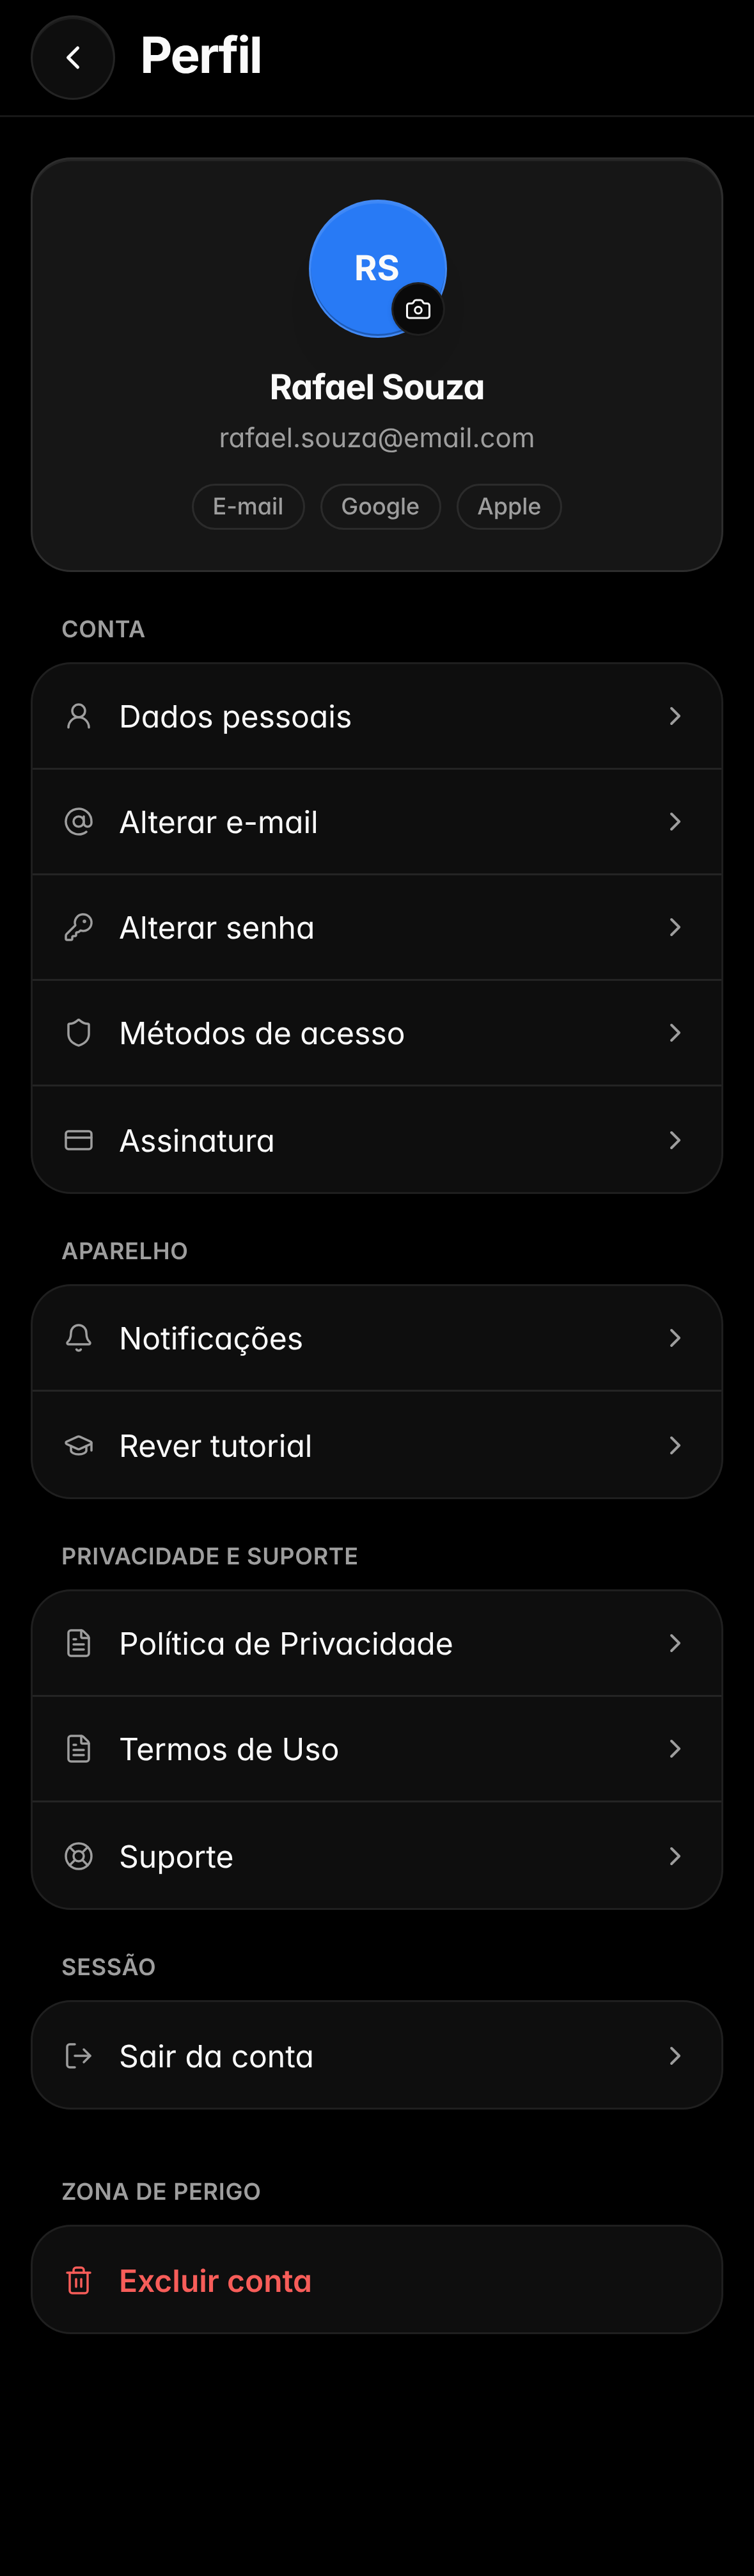 Perfil
RS
Rafael Souza
rafael.souza@email.com
E-mail Google Apple
CONTA
Dados pessoais
Alterar e-mail
Alterar senha
Métodos de acesso
Assinatura
APARELHO
Notificações
Rever tutorial
PRIVACIDADE E SUPORTE
Política de Privacidade
Termos de Uso
Suporte
SESSÃO
Sair da conta
ZONA DE PERIGO
Excluir conta